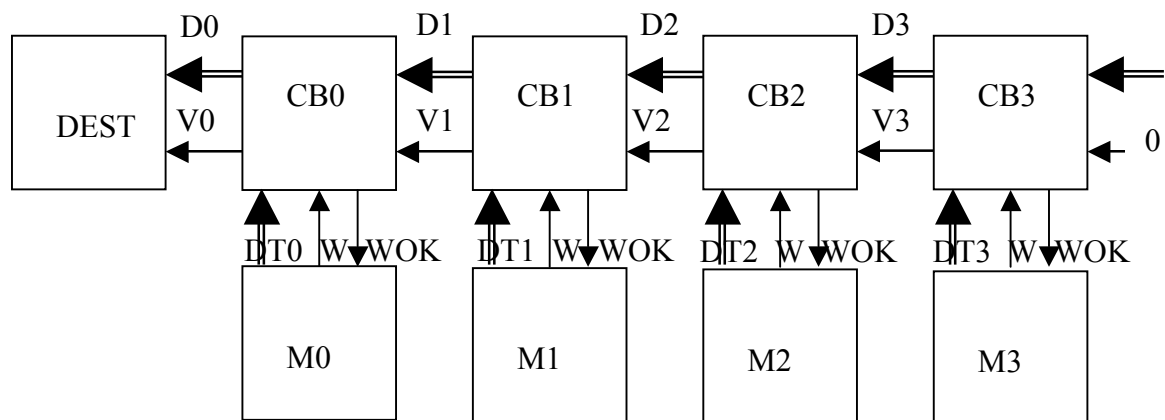 D0 D1 D2 D3
DEST CB0 CB1 CB2 CB3
V0 V1 V2 V3 0
DT0 W WOK DT1 W WOK DT2 W WOK DT3 W WOK
M0 M1 M2 M3